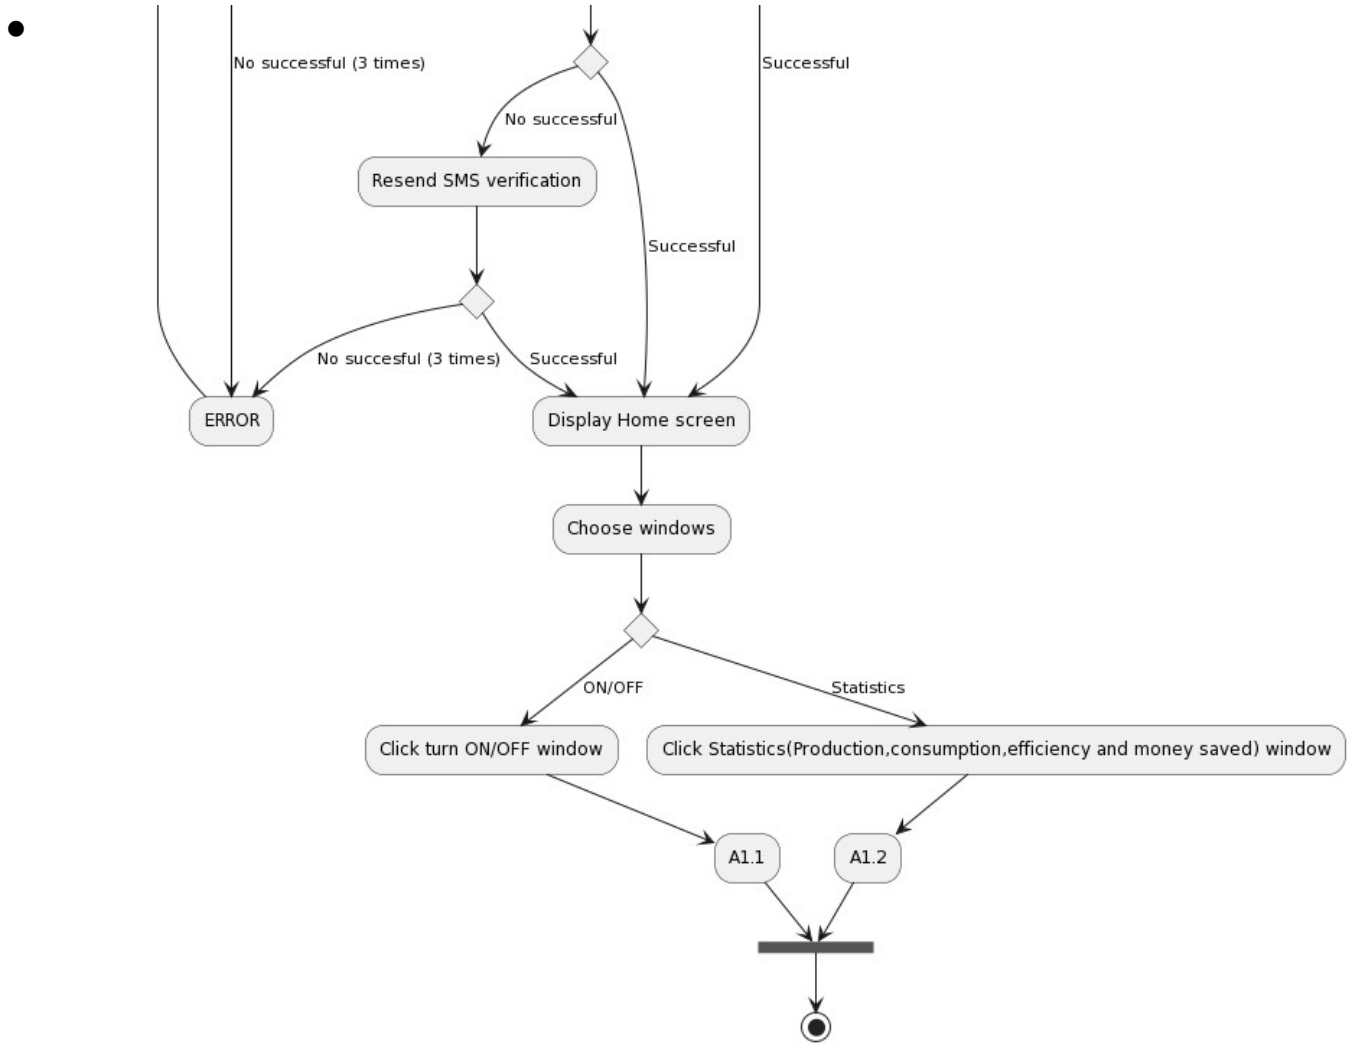 No successful (3 times)
Successful
No successful
Resend SMS verification
Successful
No succesful (3 times)
Successful
ERROR
Display Home screen
Choose windows
ON/OFF
Statistics
Click turn ON/OFF window
Click Statistics(Production,consumption,efficiency and money saved) window
A1.1
A1.2